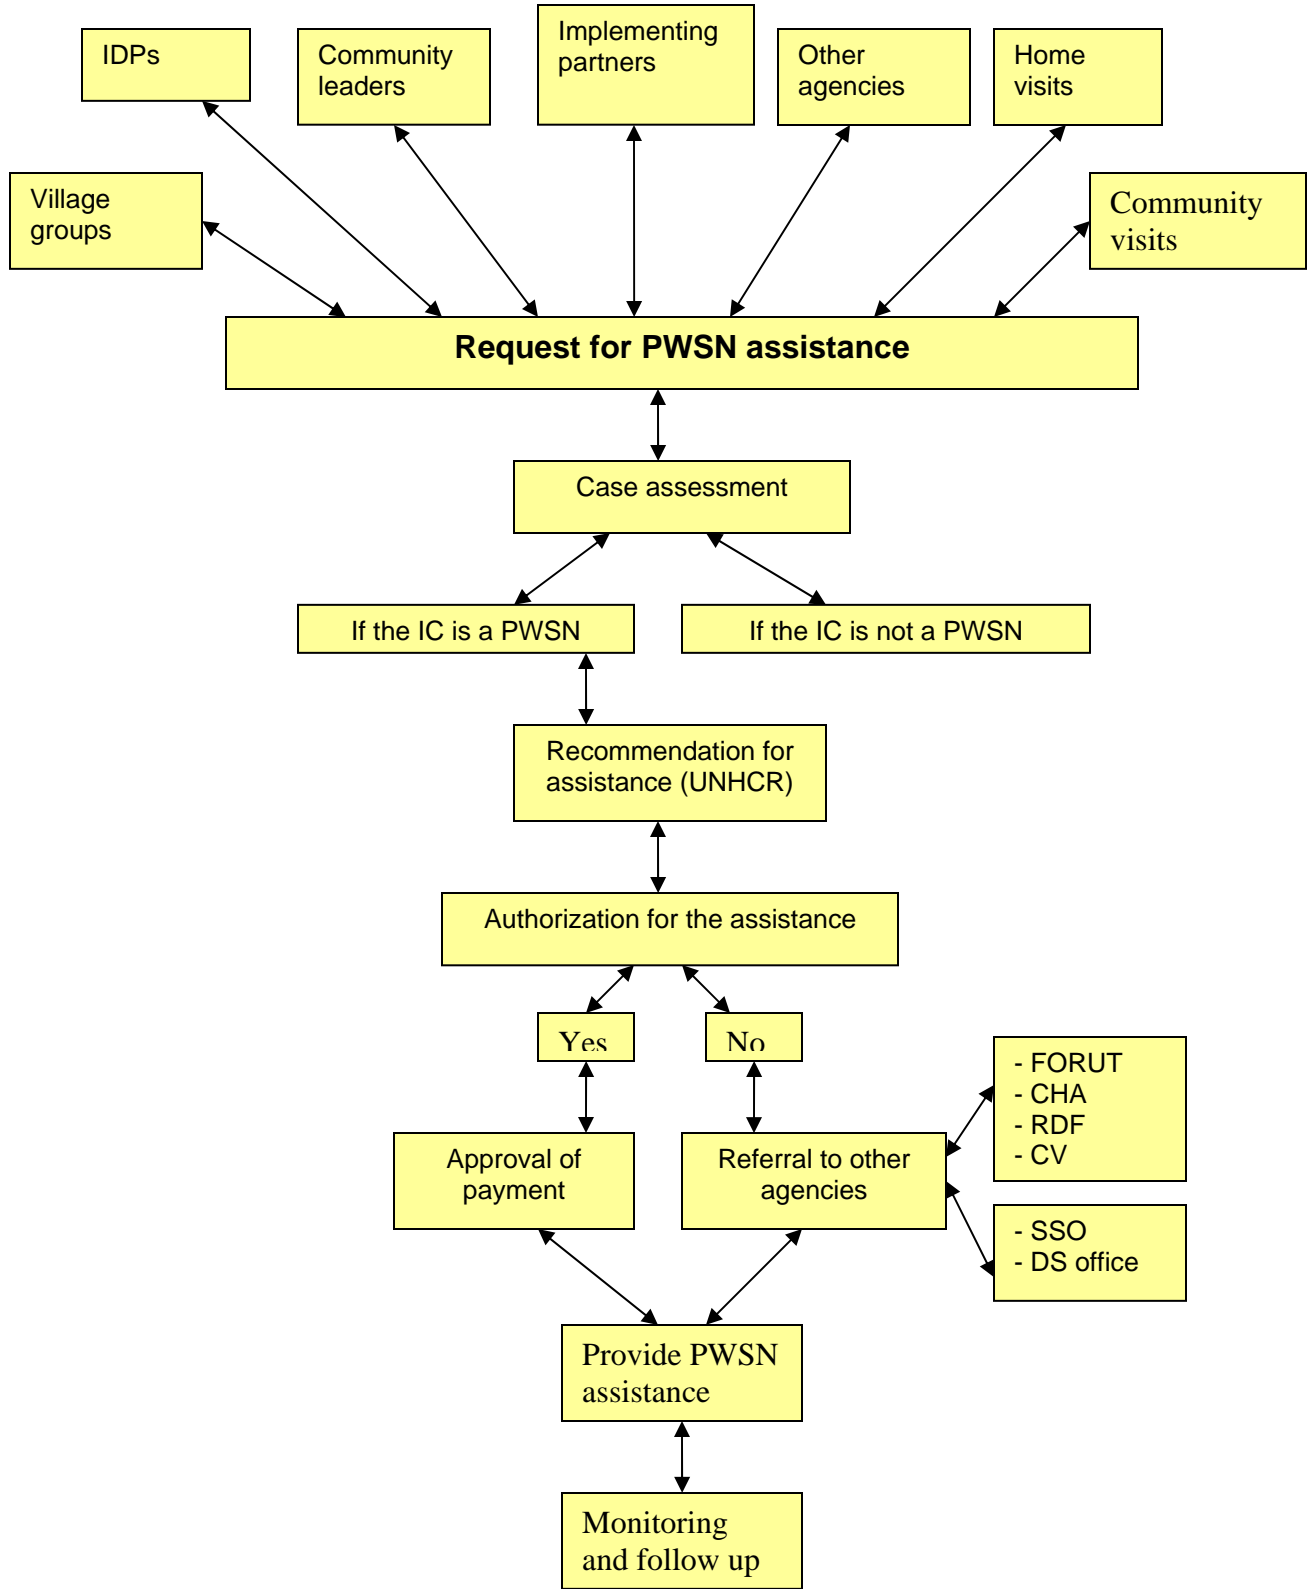 IDPs
Community
leaders
Implementing
partners
Other
agencies
Home
visits
Village
groups
Community
visits
Request for PWSN assistance
Case assessment
If the IC is a PWSN
If the IC is not a PWSN
Recommendation for
assistance (UNHCR)
Authorization for the assistance
Yes
No
- FORUT
- CHA
- RDF
- CV
Approval of
payment
Referral to other
agencies
- SSO
- DS office
Provide PWSN
assistance
Monitoring
and follow up